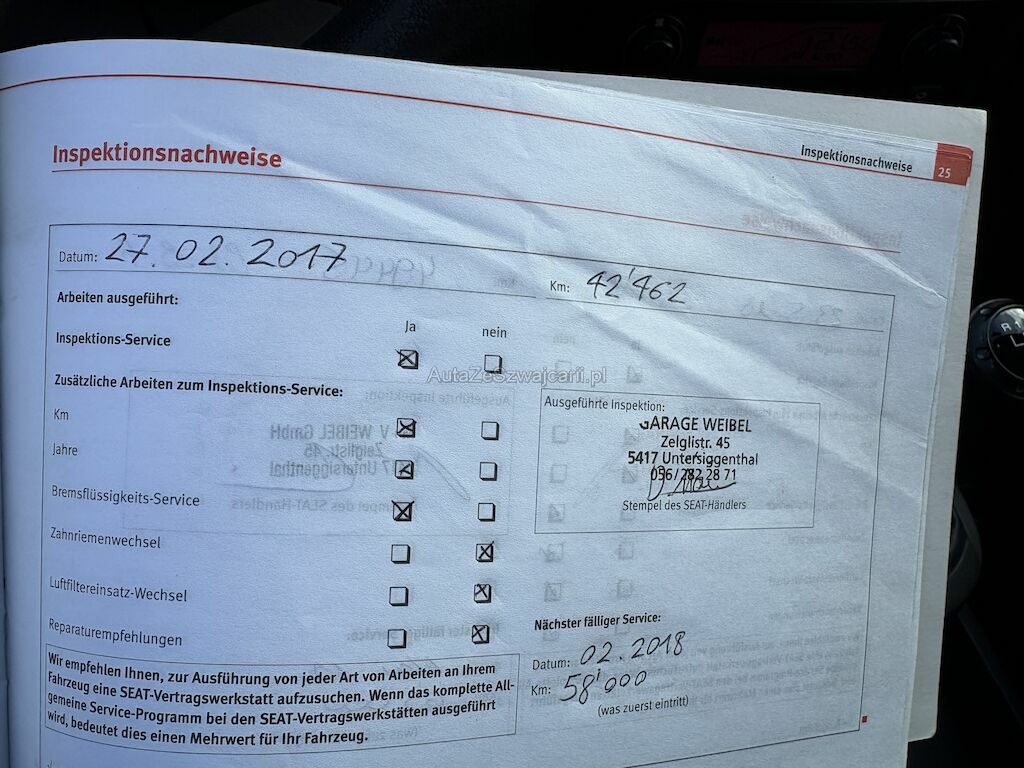 Inspektionsnachweise
25
Inspektionsnachweise
Datum: 27. 02. 2017
Km: 42'462
Arbeiten ausgeführt:
Ja nein
Inspektions-Service
Zusätzliche Arbeiten zum Inspektions-Service:
Km
Jahre
Bremsflüssigkeits-Service
Zahnriemenwechsel
Luftfiltereinsatz-Wechsel
Reparaturempfehlungen
Wir empfehlen Ihnen, zur Ausführung von jeder Art von Arbeiten an Ihrem
Fahrzeug eine SEAT-Vertragswerkstatt aufzusuchen. Wenn das komplette All-
gemeine Service-Programm bei den SEAT-Vertragswerkstätten ausgeführt
wird, bedeutet dies einen Mehrwert für Ihr Fahrzeug.
Ausgeführte Inspektion:
GARAGE WEIBEL
Zelglistr. 45
5417 Untersiggenthal
056/282 28 71
Stempel des SEAT-Händlers
Nächster fälliger Service:
Datum: 02.2018
Km: 58'000
(was zuerst eintritt)
AutaZeSzwajcarii.pl
R